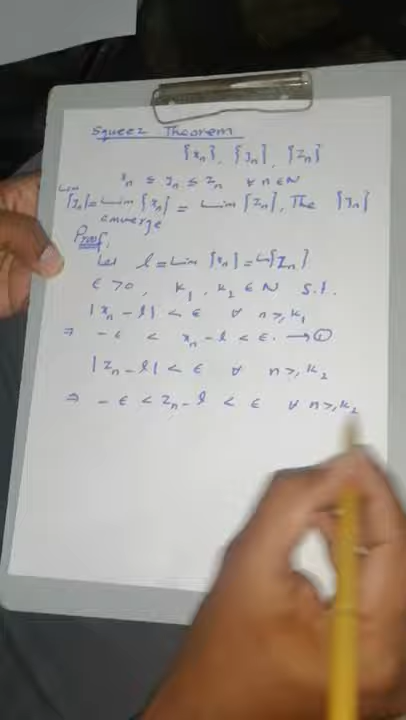 Squeez Theorem
{xₙ}, {yₙ}, {zₙ}
xₙ ≤ yₙ ≤ zₙ ∀ n ∈ N
Lim {yₙ} = Lim {xₙ} = Lim {zₙ}, The {yₙ}
converge
Proof:
Let l = Lim {xₙ} = L{zₙ}
ε > 0, k₁, k₂ ∈ N s.t.
|xₙ - l| < ε ∀ n ≥ k₁
⇒ - ε < xₙ - l < ε. → ①
|zₙ - l| < ε ∀ n ≥ k₂
⇒ - ε < zₙ - l < ε ∀ n ≥ k₂